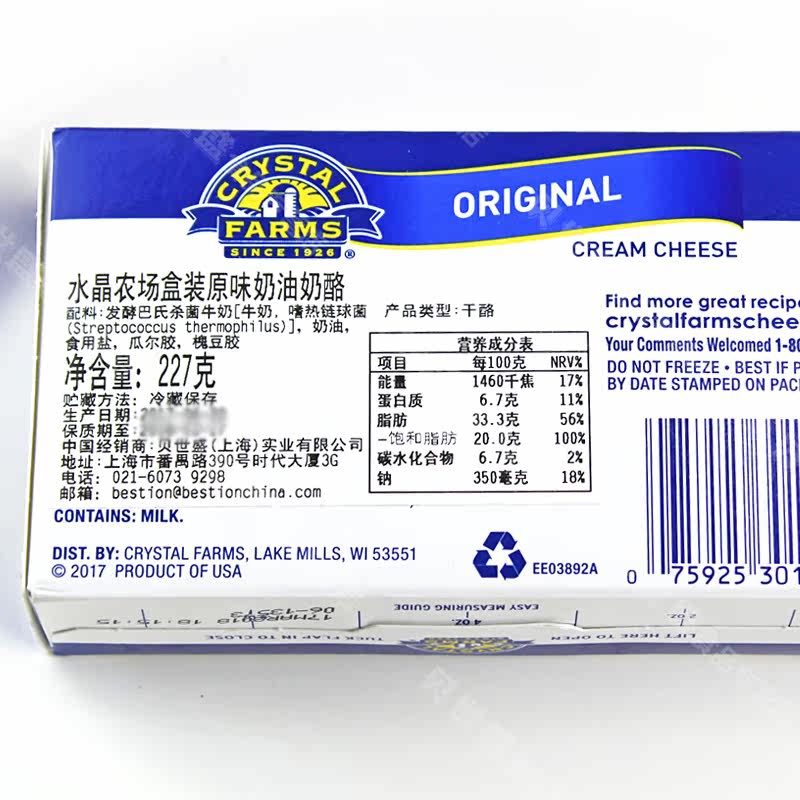 CRYSTAL
FARMS
SINCE 1926 ®
ORIGINAL
CREAM CHEESE
水晶农场盒装原味奶油奶酪
配料:发酵巴氏杀菌牛奶[牛奶，嗜热链球菌
(Streptococcus thermophilus)]，奶油，
食用盐，瓜尔胶，槐豆胶
产品类型:干酪
净含量: 227克
贮藏方法: 冷藏保存
生产日期:
保质期至:
中国经销商:贝世盛(上海)实业有限公司
地址:上海市番禺路390号时代大厦3G
电话: 021-6073 9298
邮箱: bestion@bestionchina.com
营养成分表
项目 每100克 NRV%
能量 1460千焦 17%
蛋白质 6.7克 11%
脂肪 33.3克 56%
—饱和脂肪 20.0克 100%
碳水化合物 6.7克 2%
钠 350毫克 18%
Find more great recipe
crystalfarmschee
Your Comments Welcomed 1-80
DO NOT FREEZE • BEST IF P
BY DATE STAMPED ON PAC
CONTAINS: MILK.
DIST. BY: CRYSTAL FARMS, LAKE MILLS, WI 53551
© 2017 PRODUCT OF USA
EE03892A
0 75925 301
EASY MEASURING GUIDE
4 OZ.
2 OZ.
18:15:15
06-13513
TUCK FLAP IN TO CLOSE
LIFT HERE TO OPEN